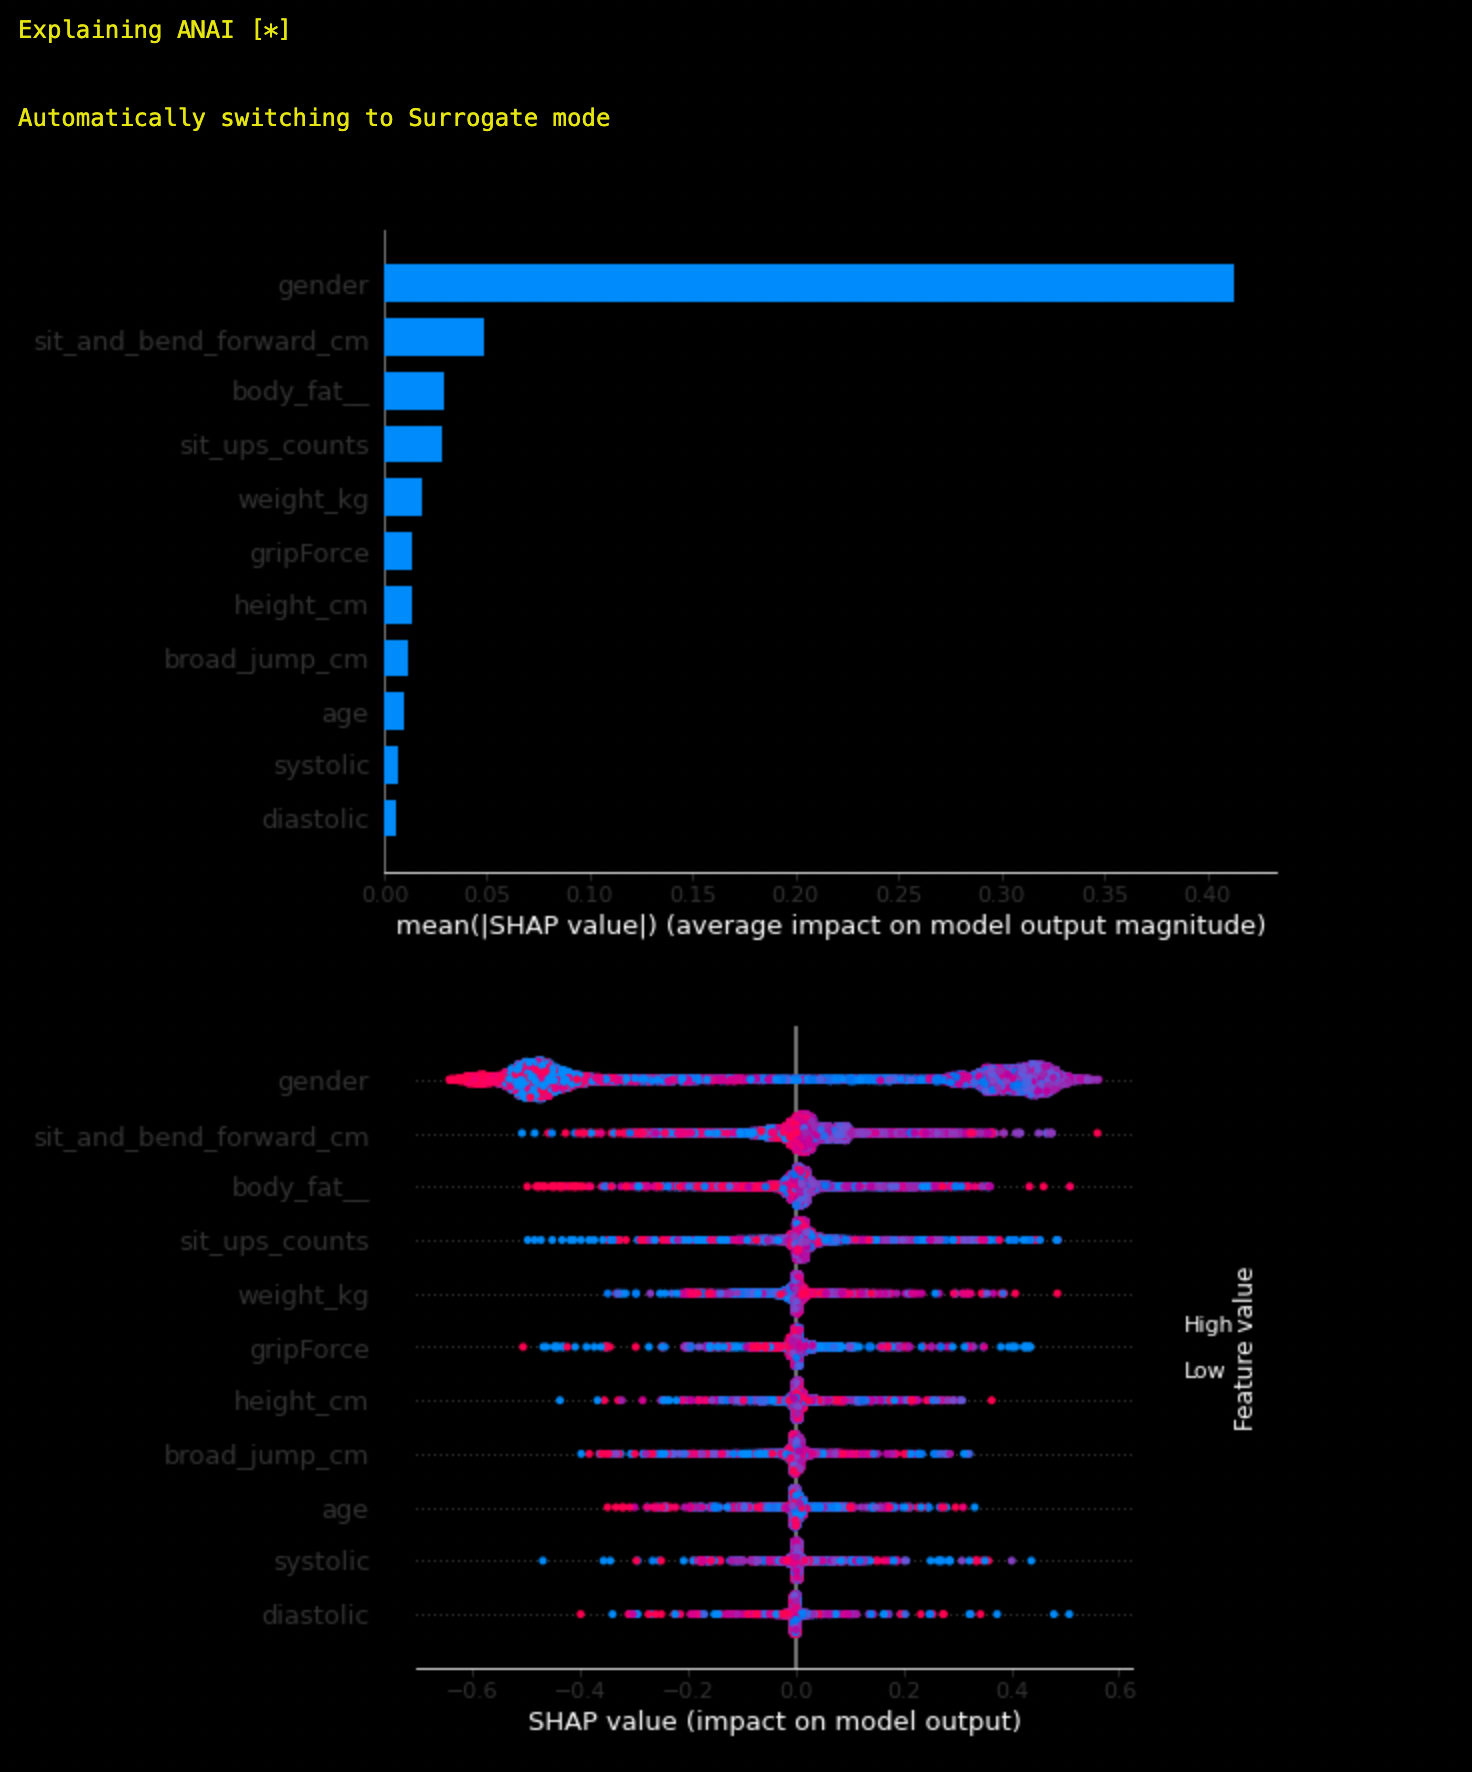 Explaining ANAI [*]
Automatically switching to Surrogate mode
gender
sit_and_bend_forward_cm
body_fat__
sit_ups_counts
weight_kg
gripForce
height_cm
broad_jump_cm
age
systolic
diastolic
0.00 0.05 0.10 0.15 0.20 0.25 0.30 0.35 0.40
mean(|SHAP value|) (average impact on model output magnitude)
gender
sit_and_bend_forward_cm
body_fat__
sit_ups_counts
weight_kg
gripForce
height_cm
broad_jump_cm
age
systolic
diastolic
High
Low
Feature value
−0.6 −0.4 −0.2 0.0 0.2 0.4 0.6
SHAP value (impact on model output)